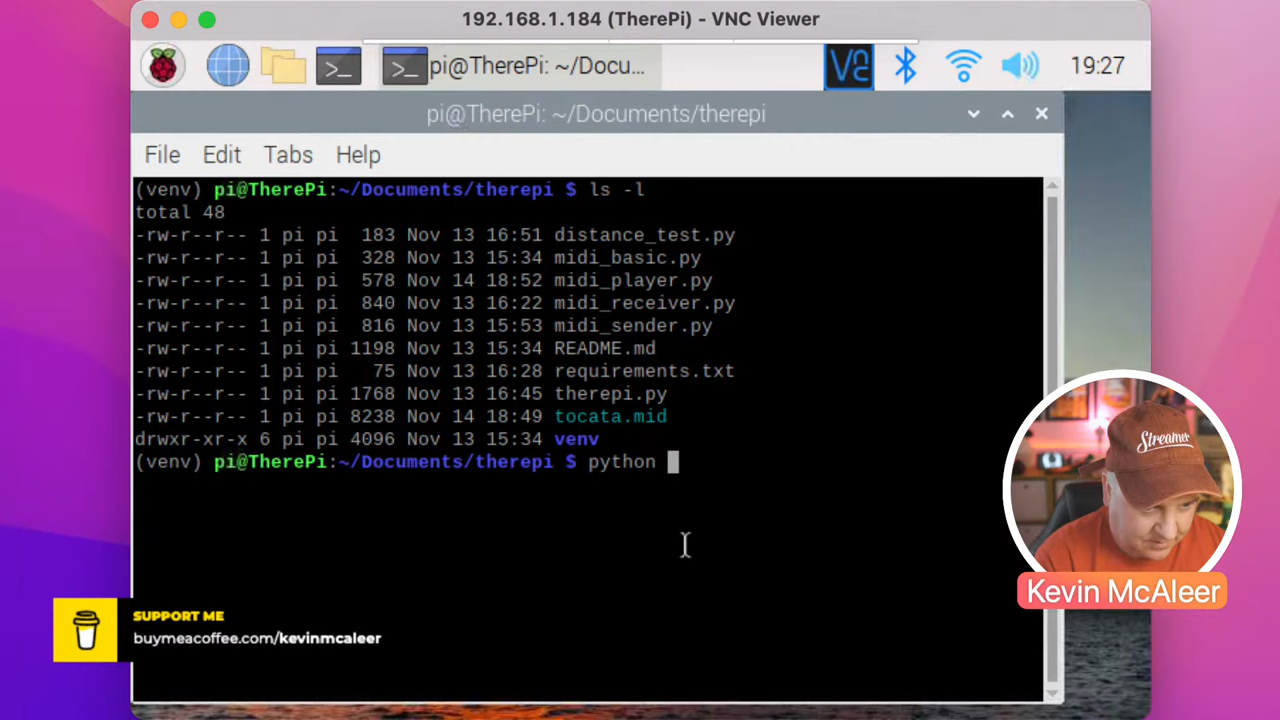 192.168.1.184 (TherePi) - VNC Viewer
pi@TherePi: ~/Docu... 19:27
pi@TherePi: ~/Documents/therepi
File Edit Tabs Help
(venv) pi@TherePi:~/Documents/therepi $ ls -l
total 48
-rw-r--r-- 1 pi pi  183 Nov 13 16:51 distance_test.py
-rw-r--r-- 1 pi pi  328 Nov 13 15:34 midi_basic.py
-rw-r--r-- 1 pi pi  578 Nov 14 18:52 midi_player.py
-rw-r--r-- 1 pi pi  840 Nov 13 16:22 midi_receiver.py
-rw-r--r-- 1 pi pi  816 Nov 13 15:53 midi_sender.py
-rw-r--r-- 1 pi pi 1198 Nov 13 15:34 README.md
-rw-r--r-- 1 pi pi   75 Nov 13 16:28 requirements.txt
-rw-r--r-- 1 pi pi 1768 Nov 13 16:45 therepi.py
-rw-r--r-- 1 pi pi 8238 Nov 14 18:49 tocata.mid
drwxr-xr-x 6 pi pi 4096 Nov 13 15:34 venv
(venv) pi@TherePi:~/Documents/therepi $ python
Streamer
Kevin McAleer
SUPPORT ME
buymeacoffee.com/kevinmcaleer